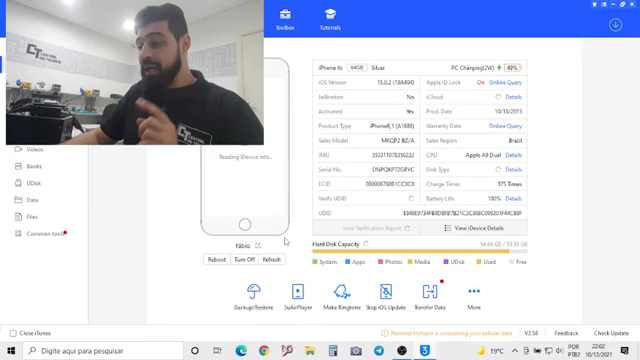 Toolbox
Tutorials
CT CENTRAL
iPhone 6s 64GB Silver
PC Charging(2W) 49%
iOS Version 15.0.2 (19A404)
Apple ID Lock On Online Query
Jailbroken No
iCloud Details
Activated Yes
Prod. Date 10/18/2015
Product Type iPhone8,1 (A1688)
Warranty Date Online Query
Sales Model MKQP2 BZ/A
Sales Region Brazil
IMEI
CPU Apple A9 Dual Details
Serial No.
Disk Type Details
ECID
Charge Times 375 Times
Verify UDID
Battery Life 100% Details
UDID
View Verification Report
View iDevice Details
Reading iDevice info...
Videos
Books
UDisk
Data
Files
Common tools
Fábio
Reboot Turn Off Refresh
Hard Disk Capacity
System Apps Photos Media UDisk Used Free
Backup/Restore
3uAirPlayer
Make Ringtone
Stop iOS Update
Transfer Data
More
Close iTunes
Personal Hotspot is consuming your cellular data
V2.58
Feedback
Check Update
Digite aqui para pesquisar
19°C
POR
PTB2
22:02
10/12/2021